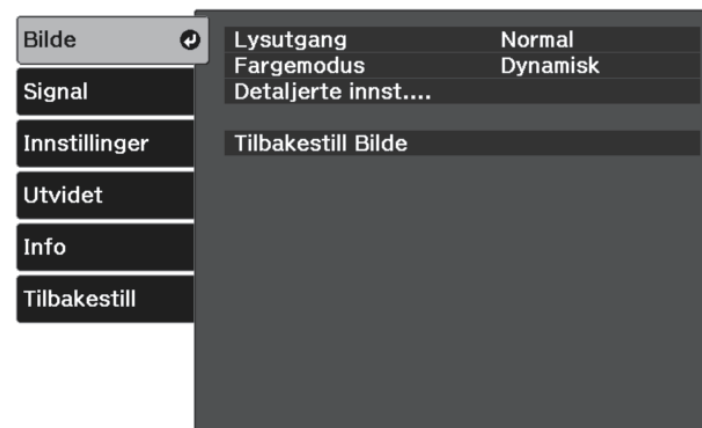 Bilde
Signal
Innstillinger
Utvidet
Info
Tilbakestill
Lysutgang Normal
Fargemodus Dynamisk
Detaljerte innst....
Tilbakestill Bilde